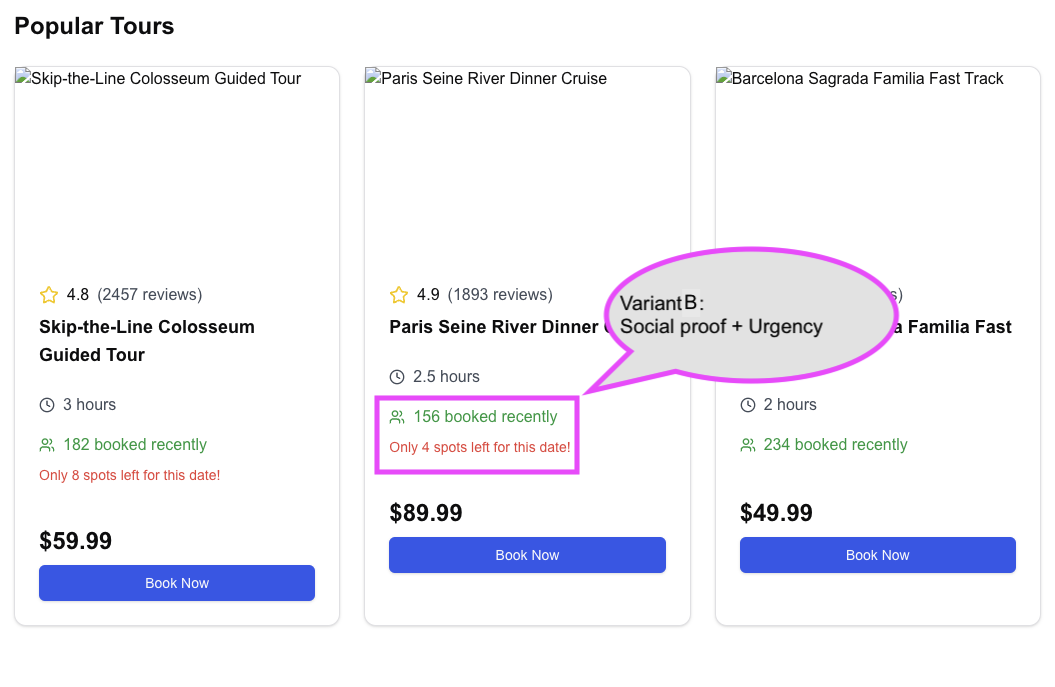 Popular Tours
Skip-the-Line Colosseum Guided Tour
4.8 (2457 reviews)
Skip-the-Line Colosseum
Guided Tour
3 hours
182 booked recently
Only 8 spots left for this date!
$59.99
Book Now
Paris Seine River Dinner Cruise
4.9 (1893 reviews)
Paris Seine River Dinner
2.5 hours
156 booked recently
Only 4 spots left for this date!
$89.99
Book Now
Variant B:
Social proof + Urgency
Barcelona Sagrada Familia Fast Track
Familia Fast
2 hours
234 booked recently
$49.99
Book Now